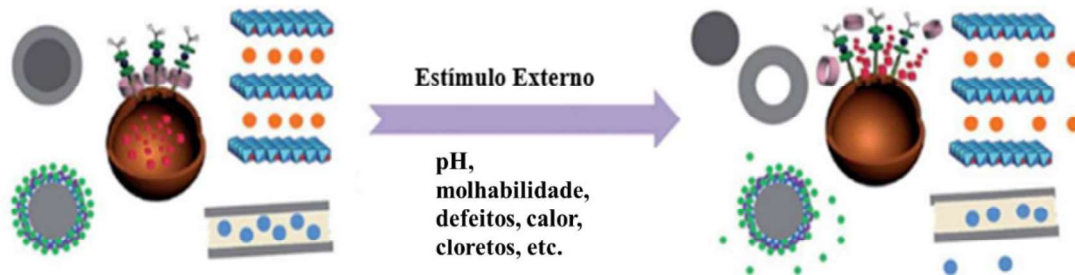 Estímulo Externo
pH,
molhabilidade,
defeitos, calor,
cloretos, etc.